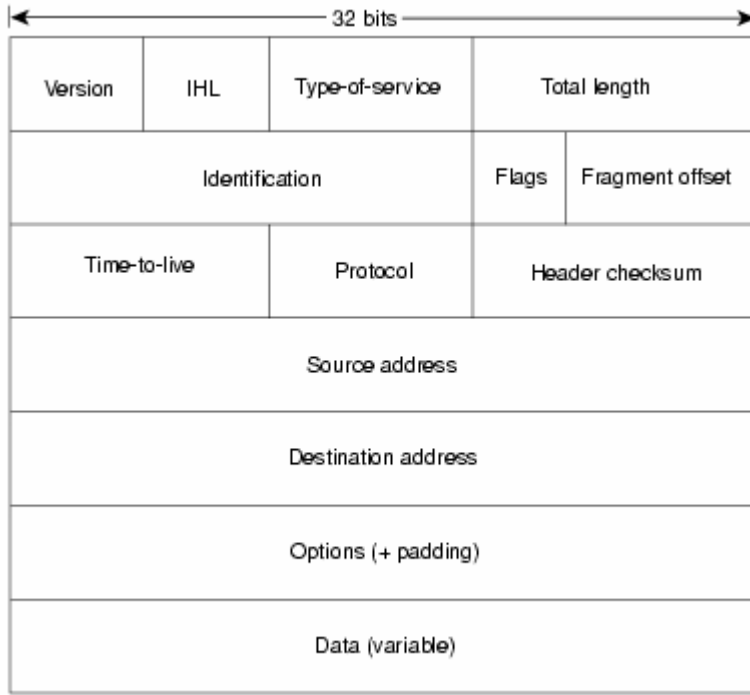 32 bits
Version IHL Type-of-service Total length
Identification Flags Fragment offset
Time-to-live Protocol Header checksum
Source address
Destination address
Options (+ padding)
Data (variable)